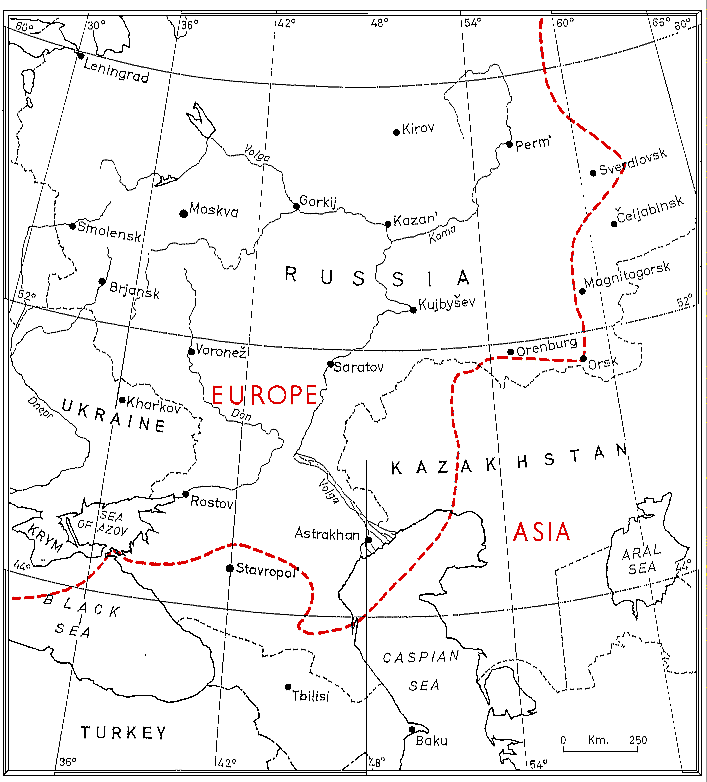 60° 30° 36° 42° 48° 54° 60° 66° 60°
Leningrad
Kirov
Perm'
Volga
Sverdlovsk
Gorkij
Moskva
Kazan'
Čeljabinsk
Smolensk
Kama
RUSSIA
Brjansk
Magnitogorsk
52°
Kujbyšev
52°
Voronež
Orenburg
Saratov
Orsk
EUROPE
Dnepr
Kharkov
Don
UKRAINE
KAZAKHSTAN
Volga
Rostov
SEA
OF AZOV
Astrakhan
ASIA
KRYM
ARAL
SEA
44°
Stavropol'
44°
BLACK
SEA
CASPIAN
SEA
Tbilisi
TURKEY
Baku
0 Km. 250
36° 42° 48° 54°